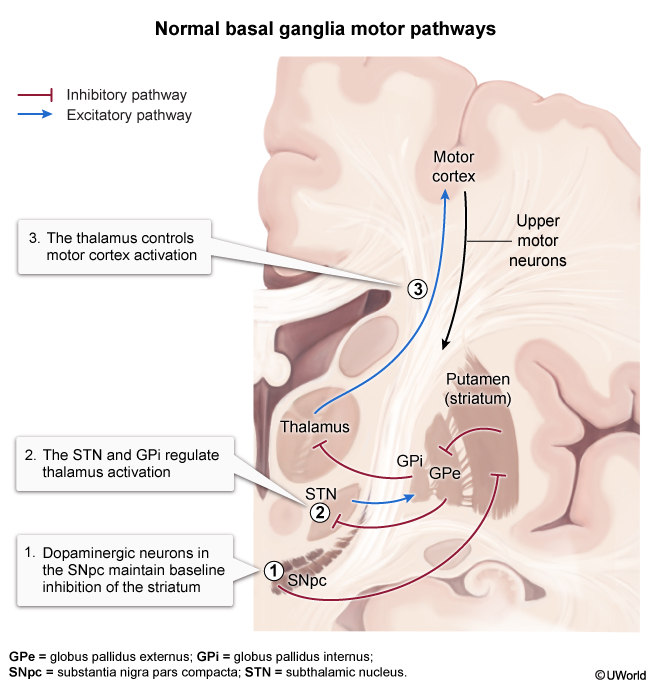 Normal basal ganglia motor pathways
Inhibitory pathway
Excitatory pathway
Motor
cortex
Upper
motor
neurons
3. The thalamus controls
motor cortex activation
3
Putamen
(striatum)
Thalamus
GPi
GPe
2. The STN and GPi regulate
thalamus activation
STN
2
1. Dopaminergic neurons in
the SNpc maintain baseline
inhibition of the striatum
1
SNpc
GPe = globus pallidus externus; GPi = globus pallidus internus;
SNpc = substantia nigra pars compacta; STN = subthalamic nucleus.
©UWorld